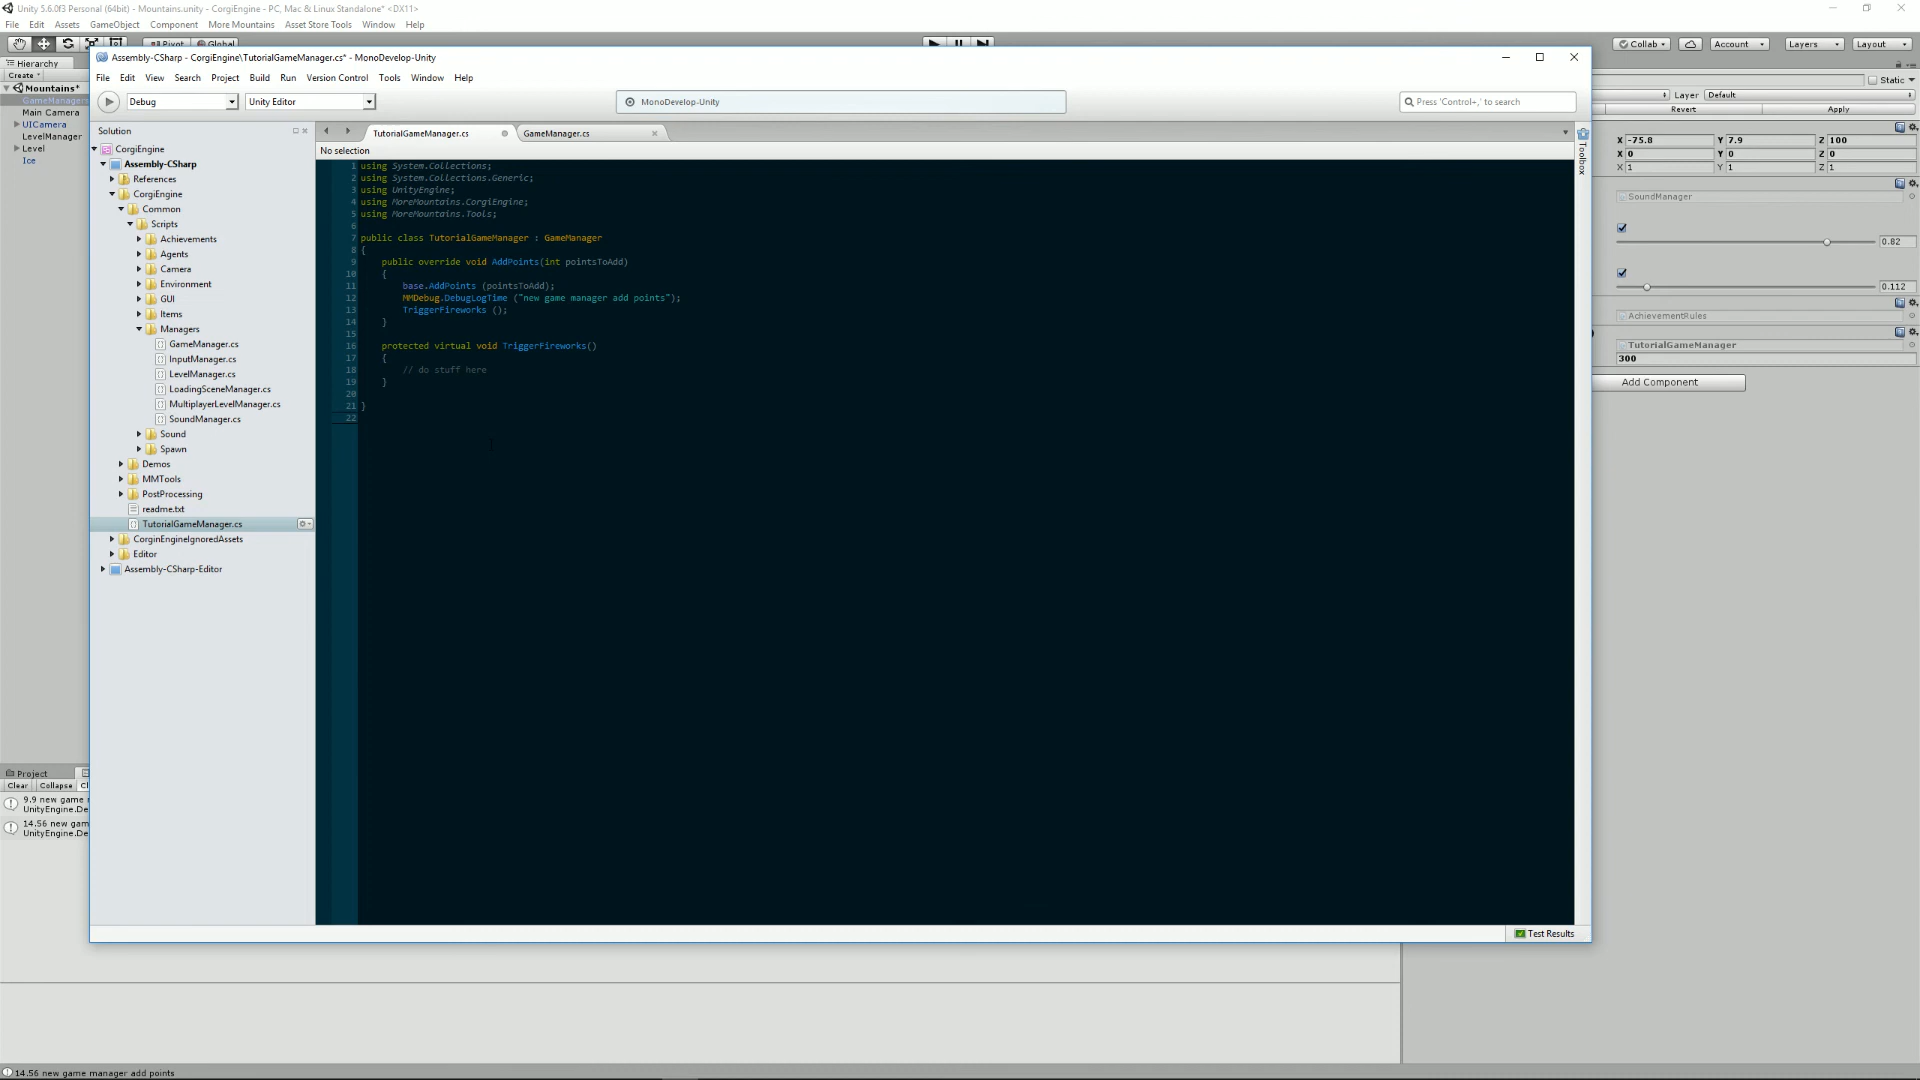 Unity 5.6.0f3 Personal (64bit) - Mountains.unity - CorgiEngine - PC, Mac & Linux Standalone* <DX11>
File Edit Assets GameObject Component More Mountains Asset Store Tools Window Help
Pivot Global Collab Account Layers Layout
Assembly-CSharp - CorgiEngine\TutorialGameManager.cs* - MonoDevelop-Unity
File Edit View Search Project Build Run Version Control Tools Window Help
Debug Unity Editor MonoDevelop-Unity Press 'Control+,' to search
Hierarchy
Create
Mountains*
GameManagers
Main Camera
UICamera
LevelManager
Level
Ice
Solution
CorgiEngine
Assembly-CSharp
References
CorgiEngine
Common
Scripts
Achievements
Agents
Camera
Environment
GUI
Items
Managers
GameManager.cs
InputManager.cs
LevelManager.cs
LoadingSceneManager.cs
MultiplayerLevelManager.cs
SoundManager.cs
Sound
Spawn
Demos
MMTools
PostProcessing
readme.txt
TutorialGameManager.cs
CorginEngineIgnoredAssets
Editor
Assembly-CSharp-Editor
TutorialGameManager.cs GameManager.cs
No selection
1 using System.Collections;
2 using System.Collections.Generic;
3 using UnityEngine;
4 using MoreMountains.CorgiEngine;
5 using MoreMountains.Tools;
6
7 public class TutorialGameManager : GameManager
8 {
9 public override void AddPoints(int pointsToAdd)
10 {
11 base.AddPoints (pointsToAdd);
12 MMDebug.DebugLogTime ("new game manager add points");
13 TriggerFireworks ();
14 }
15
16 protected virtual void TriggerFireworks()
17 {
18 // do stuff here
19 }
20
21 }
22
Toolbox
Test Results
Static
Layer Default
Revert Apply
X -75.8 Y 7.9 Z 100
X 0 Y 0 Z 0
X 1 Y 1 Z 1
SoundManager
0.82
0.112
AchievementRules
TutorialGameManager
300
Add Component
Project
Clear Collapse
9.9 new game
UnityEngine.De
14.56 new gam
UnityEngine.De
14.56 new game manager add points